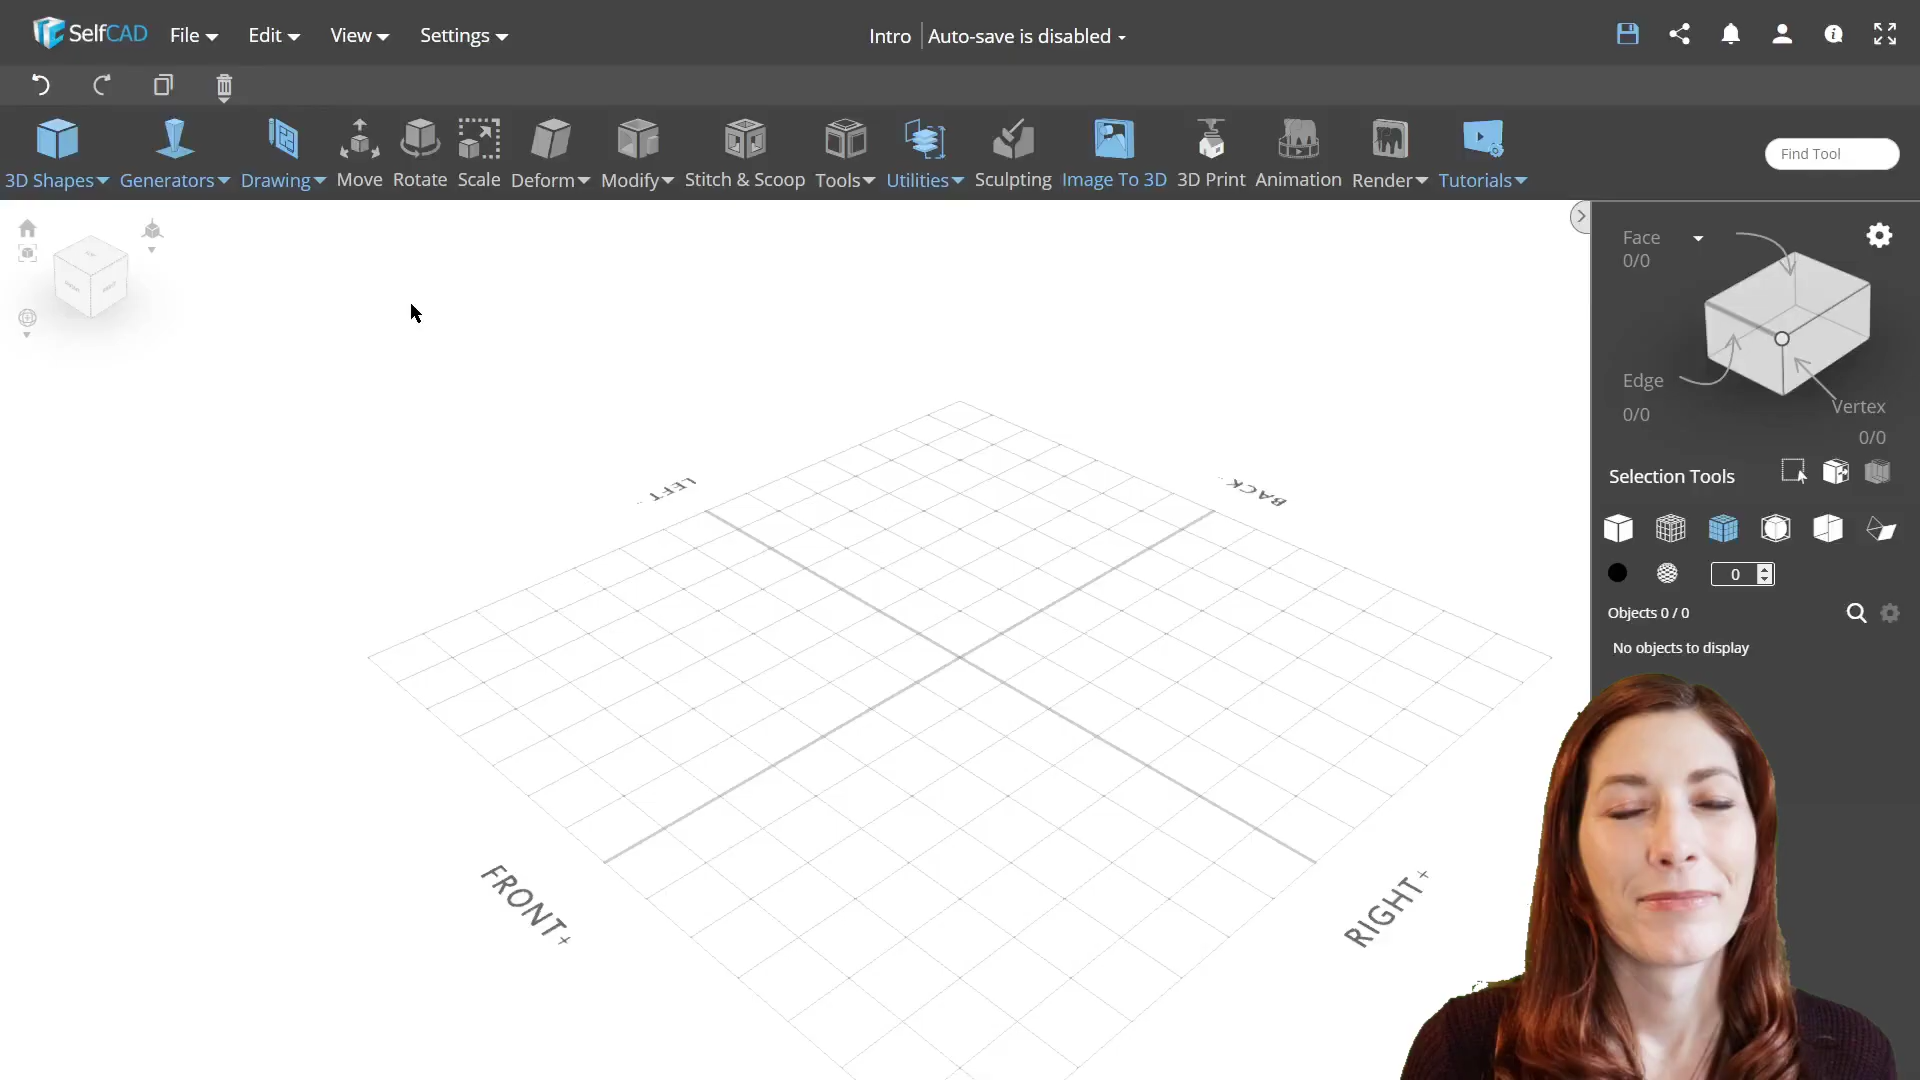 SelfCAD File Edit View Settings Intro Auto-save is disabled
3D Shapes Generators Drawing Move Rotate Scale Deform Modify Stitch & Scoop Tools Utilities Sculpting Image To 3D 3D Print Animation Render Tutorials Find Tool
Face
0/0
Edge
0/0
Vertex
0/0
Selection Tools
0
Objects 0 / 0
No objects to display
LEFT
BACK
FRONT+
RIGHT+